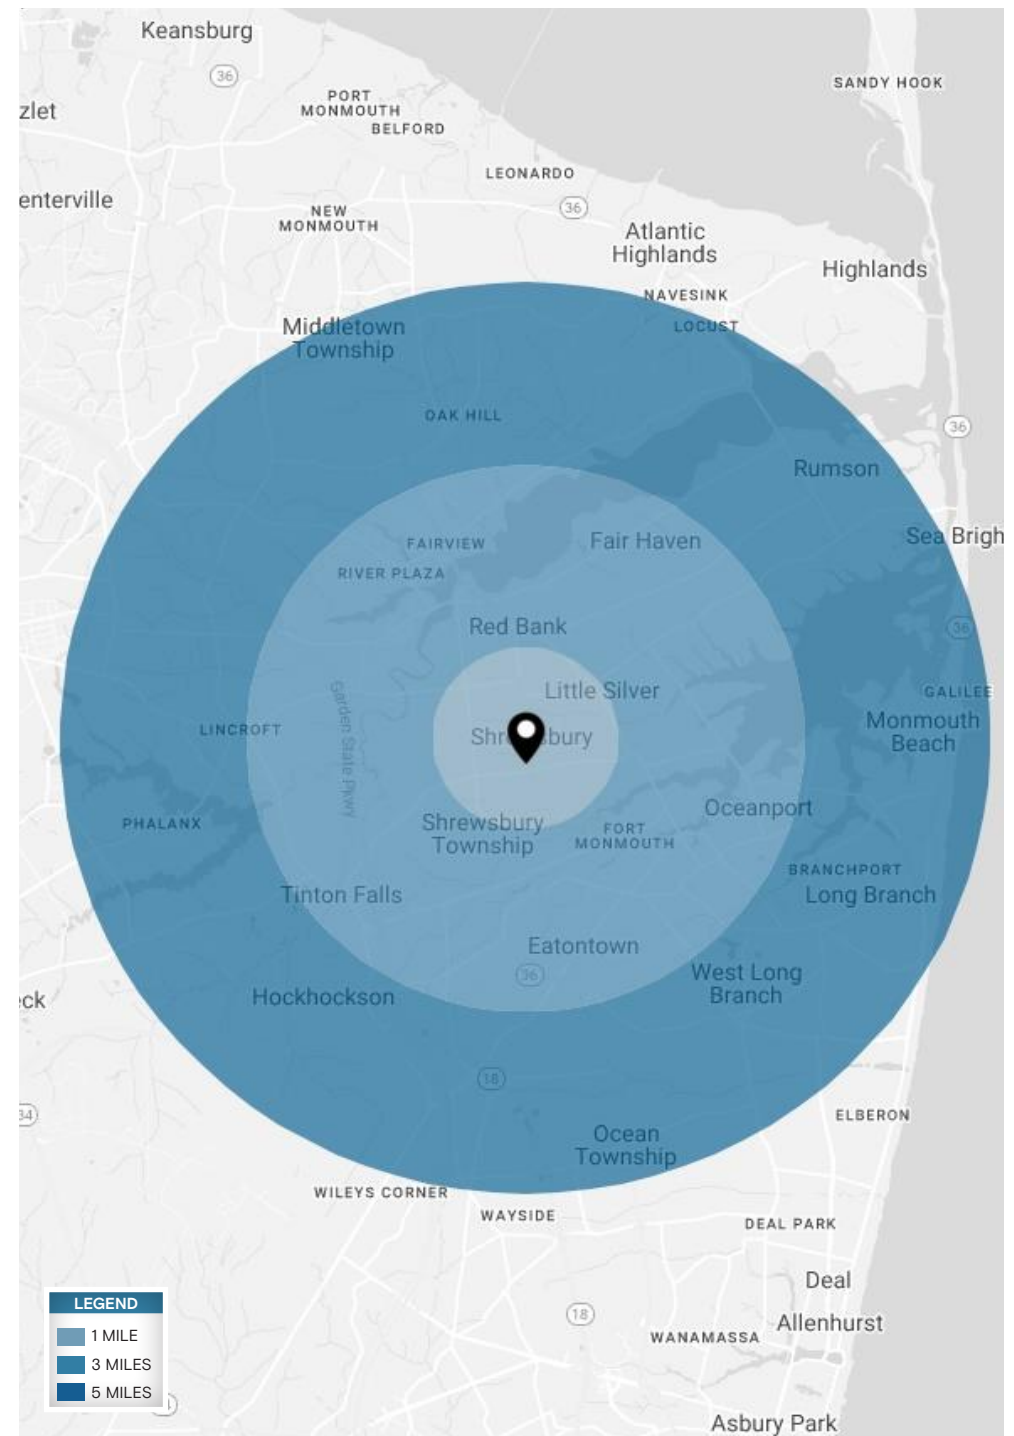 Keansburg
36
SANDY HOOK
PORT
MONMOUTH
zlet
BELFORD
LEONARDO
enterville
36
NEW
MONMOUTH
Atlantic
Highlands
Highlands
NAVESINK
Middletown
Township
LOCUST
OAK HILL
36
Rumson
Sea Brigh
FAIRVIEW
Fair Haven
RIVER PLAZA
Red Bank
36
Little Silver
GALILEE
Garden State Pkwy
LINCROFT
Monmouth
Beach
Shr sbury
Oceanport
PHALANX
Shrewsbury
Township
FORT
MONMOUTH
BRANCHPORT
Tinton Falls
Long Branch
Eatontown
36
West Long
Branch
Hockhockson
ck
18
34
ELBERON
Ocean
Township
WILEYS CORNER
WAYSIDE
DEAL PARK
Deal
18
Allenhurst
WANAMASSA
Asbury Park
LEGEND
1 MILE
3 MILES
5 MILES